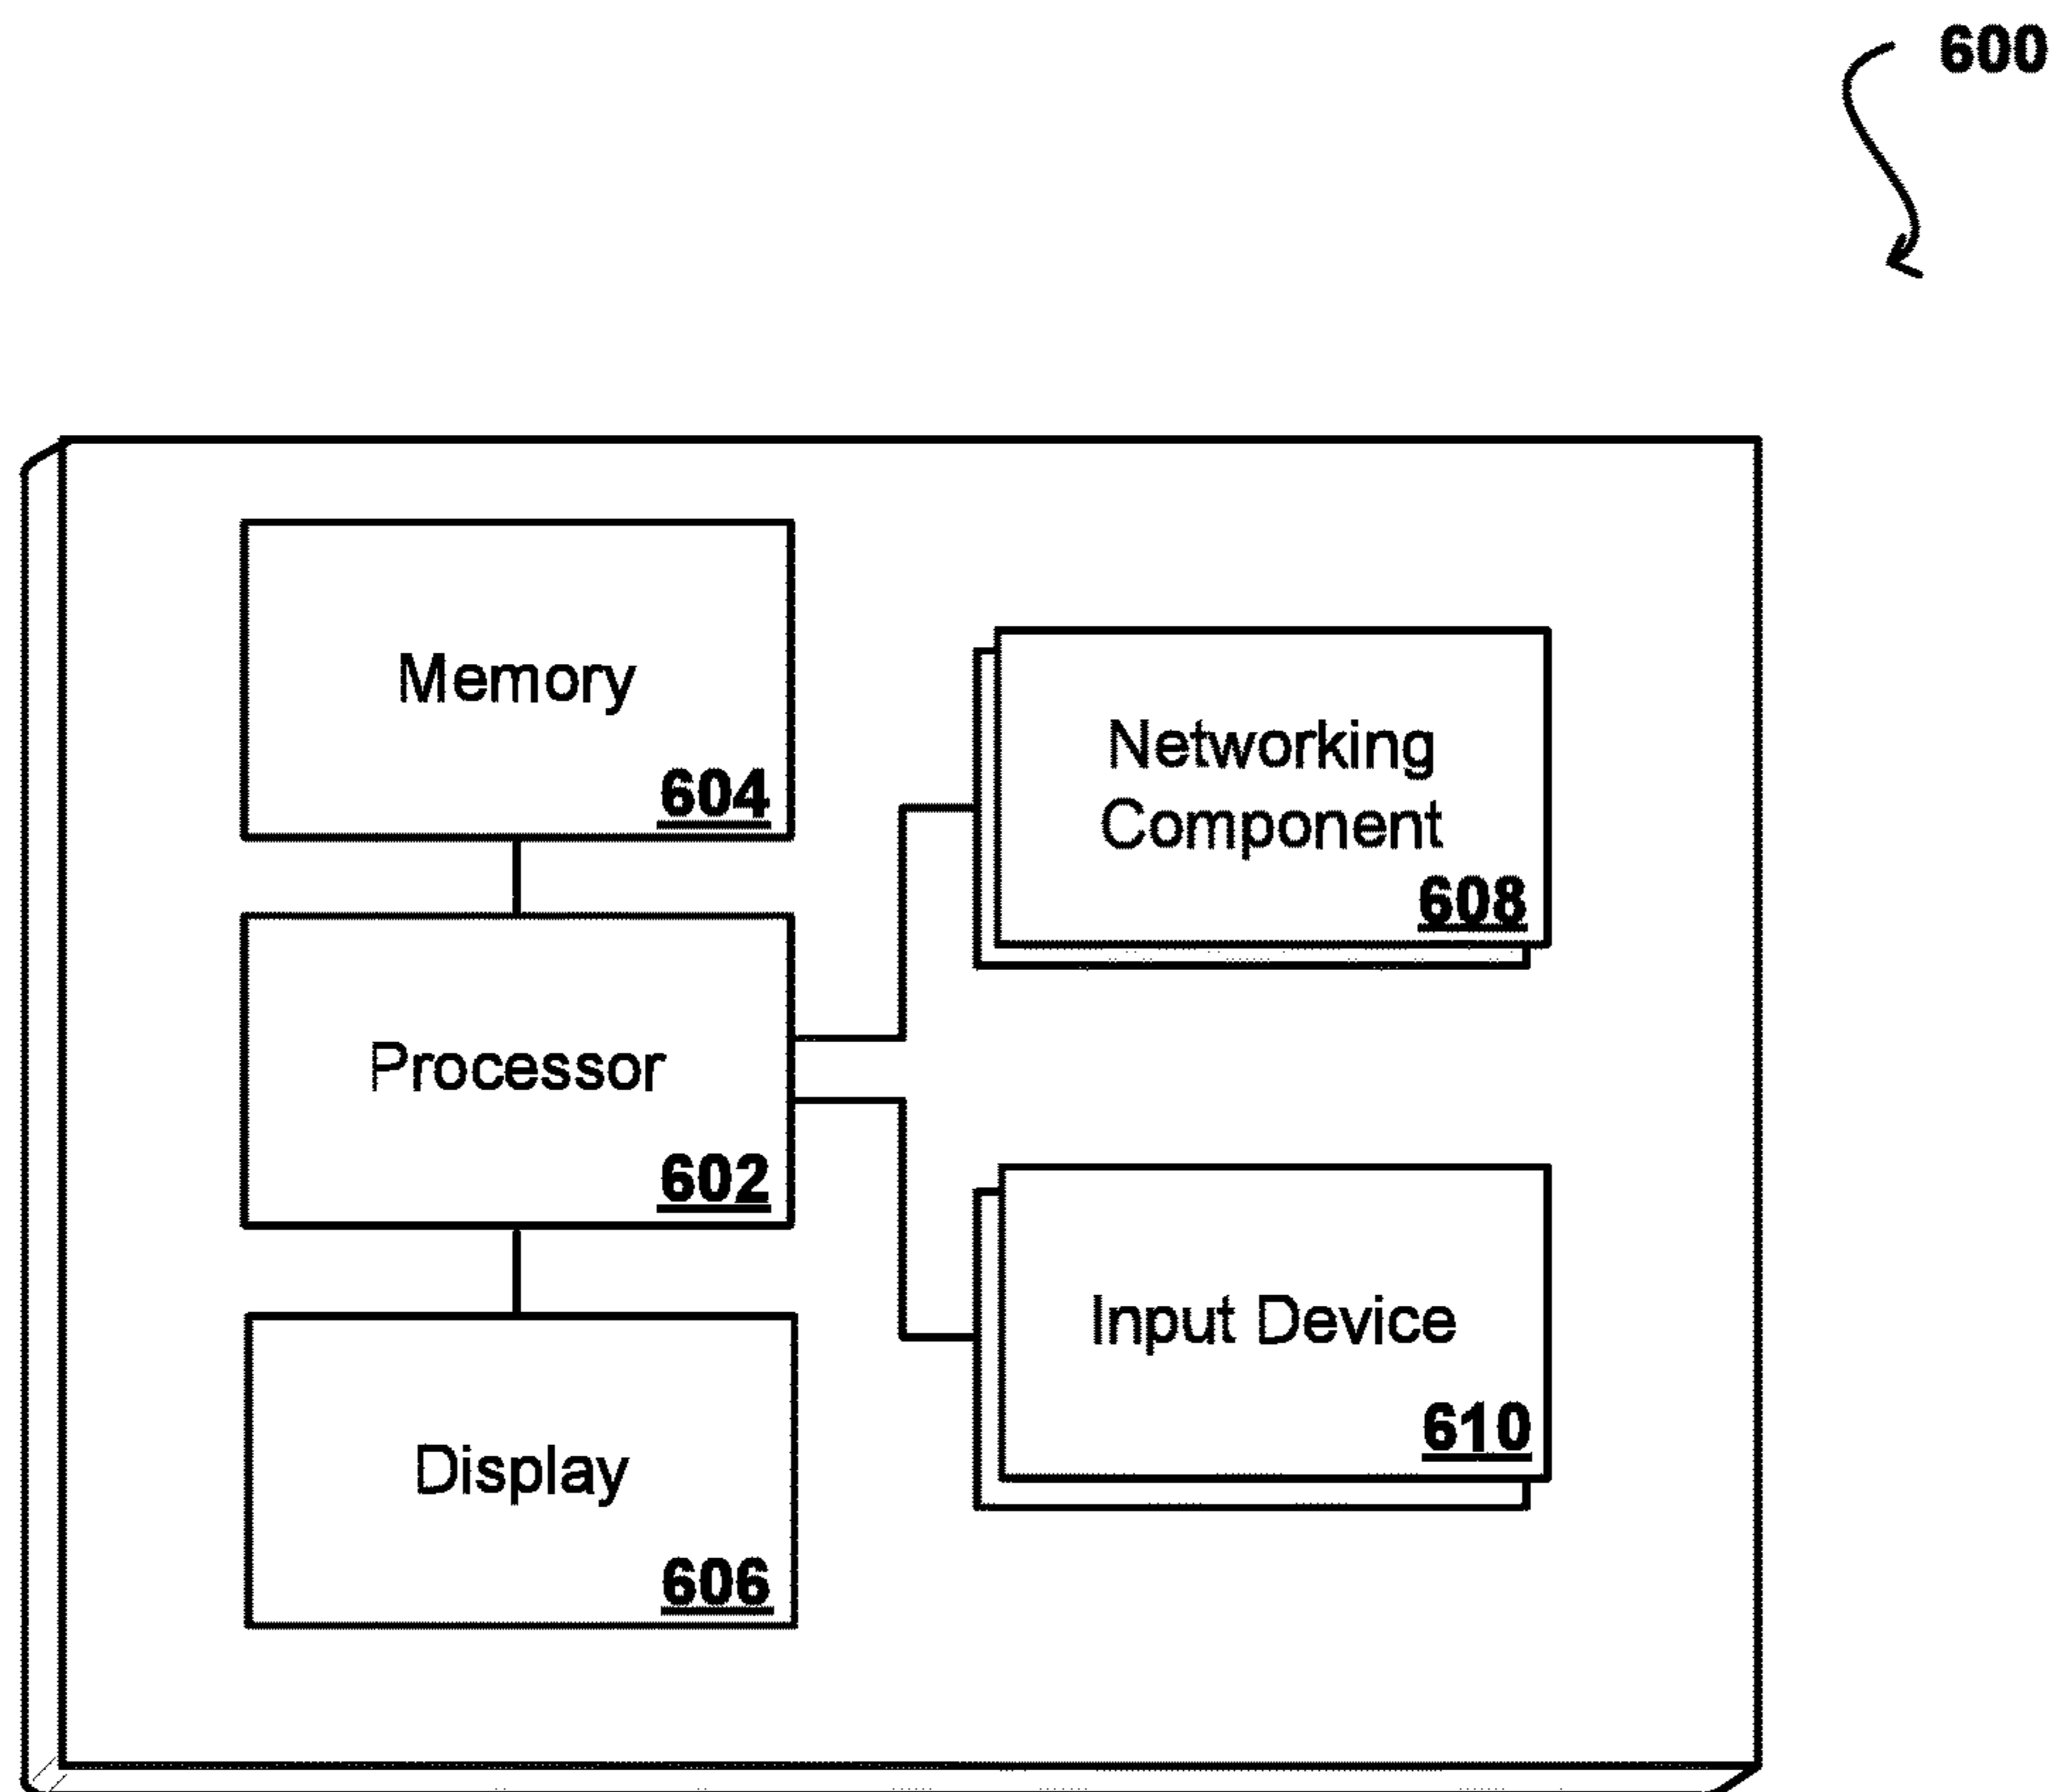 600
Memory
604
Networking
Component
608
Processor
602
Input Device
610
Display
606